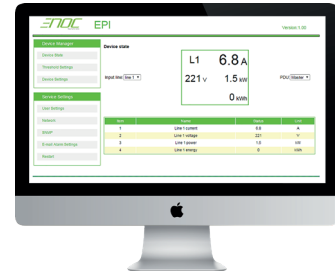 ENOC EPI
Version:1.00
Device Manager
Device State
Threshold Settings
Device Settings
Service Settings
User Settings
Network
SNMP
E-mail Alarm Settings
Restart
Device state
Input line: line 1
L1 6.8 A
221 V 1.5 kW
0 kWh
PDU: Master
Item Name Value Unit
1 Line 1 current 6.8 A
2 Line 1 voltage 221 V
3 Line 1 power 1.5 kW
4 Line 1 energy 0 kWh